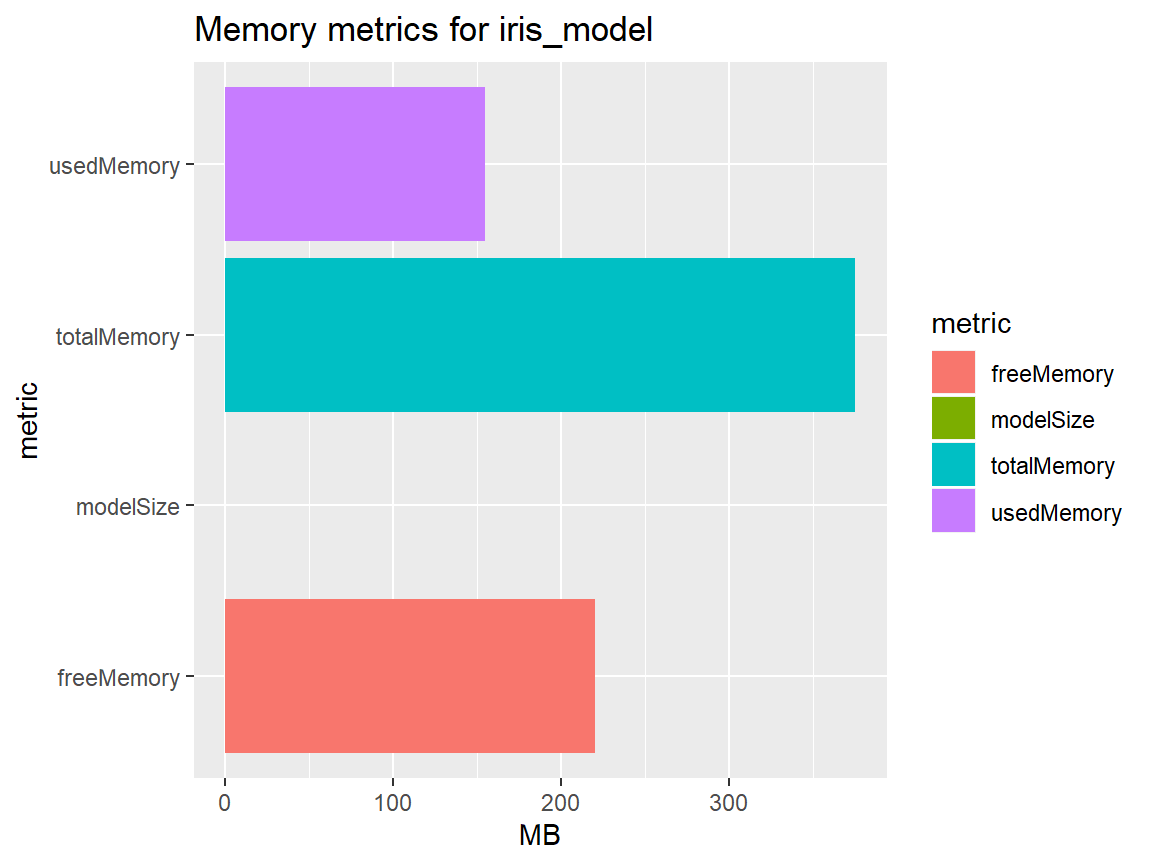 Memory metrics for iris_model
usedMemory
totalMemory
modelSize
freeMemory
metric
0 100 200 300
MB
metric
freeMemory
modelSize
totalMemory
usedMemory